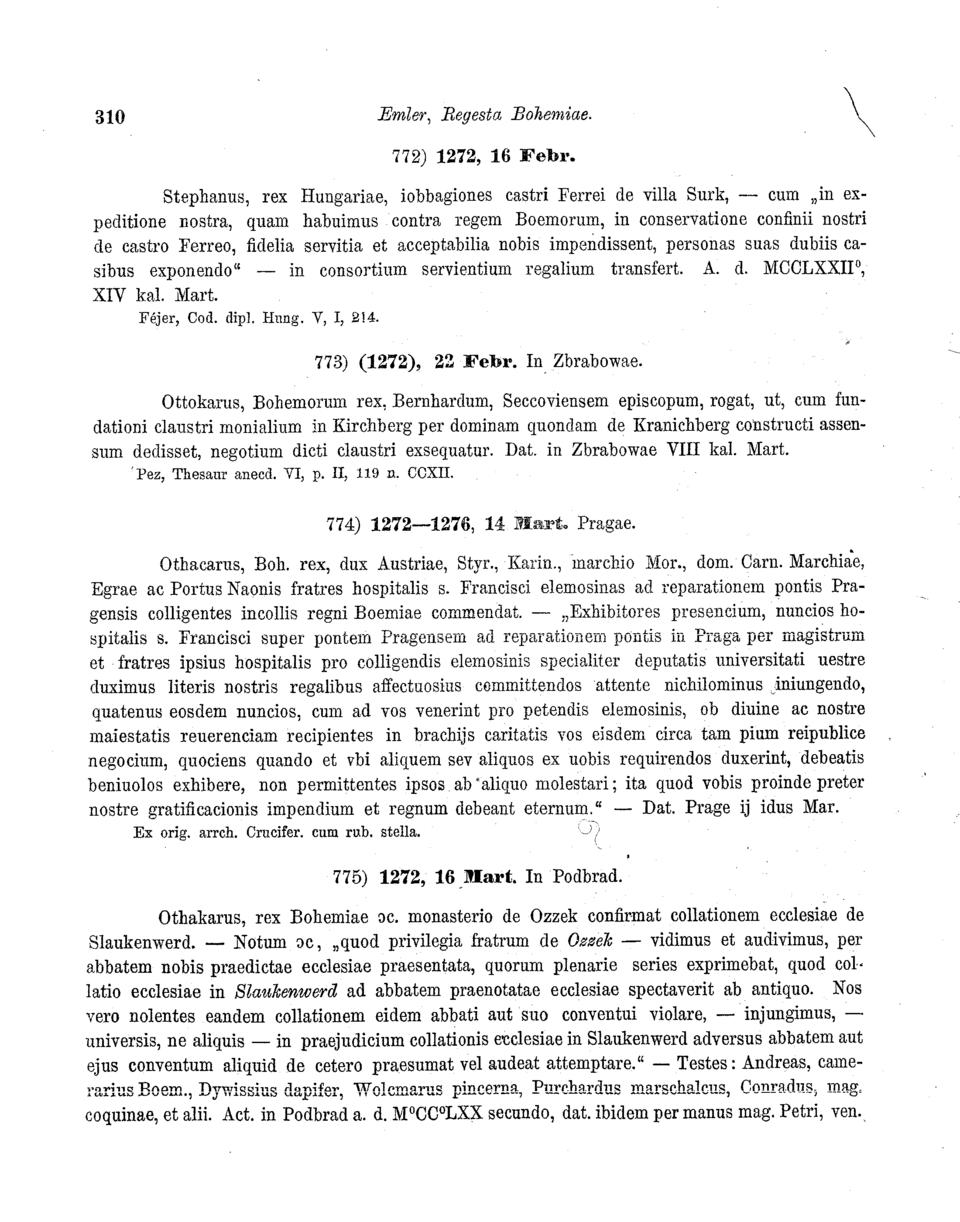 310 Emler, Regesta Bohemiae.
772) 1272, 16 Febr.
Stephanus, rex Hungariae, iobbagiones castri Ferrei de villa Surk, — cum „in ex-
peditione nostra, quam habuimus contra regem Boemorum, in conservatione confinii nostri
de castro Ferreo, fidelia servitia et acceptabilia nobis impendissent, personas suas dubiis ca-
sibus exponendo“ — in consortium servientium regalium transfert. A. d. MCCLXXII⁰,
XIV kal. Mart.
Féjer, Cod. dipl. Hung. V, I, 214.
773) (1272), 22 Febr. In Zbrabowae.
Ottokarus, Bohemorum rex, Bernhardum, Seccoviensem episcopum, rogat, ut, cum fun-
dationi claustri monialium in Kirchberg per dominam quondam de Kranichberg constructi assen-
sum dedisset, negotium dicti claustri exsequatur. Dat. in Zbrabowae VIII kal. Mart.
Pez, Thesaur anecd. VI, p. II, 119 n. CCXII.
774) 1272—1276, 14 Mart. Pragae.
Othacarus, Boh. rex, dux Austriae, Styr., Karin., marchio Mor., dom. Carn. Marchiae,
Egrae ac Portus Naonis fratres hospitalis s. Francisci elemosinas ad reparationem pontis Pra-
gensis colligentes incollis regni Boemiae commendat. — „Exhibitores presencium, nuncios ho-
spitalis s. Francisci super pontem Pragensem ad reparationem pontis in Praga per magistrum
et fratres ipsius hospitalis pro colligendis elemosinis specialiter deputatis universitati uestre
duximus literis nostris regalibus affectuosius committendos attente nichilominus iniungendo,
quatenus eosdem nuncios, cum ad vos venerint pro petendis elemosinis, ob diuine ac nostre
maiestatis reuerenciam recipientes in brachijs caritatis vos eisdem circa tam pium reipublice
negocium, quociens quando et vbi aliquem sev aliquos ex uobis requirendos duxerint, debeatis
beniuolos exhibere, non permittentes ipsos ab aliquo molestari; ita quod vobis proinde preter
nostre gratificacionis impendium et regnum debeant eternum.“ — Dat. Prage ij idus Mar.
Ex orig. arrch. Crucifer. cum rub. stella.
775) 1272, 16 Mart. In Podbrad.
Othakarus, rex Bohemiae ɔc. monasterio de Ozzek confirmat collationem ecclesiae de
Slaukenwerd. — Notum ɔc, „quod privilegia fratrum de Ozzek — vidimus et audivimus, per
abbatem nobis praedictae ecclesiae praesentata, quorum plenarie series exprimebat, quod col-
latio ecclesiae in Slaukenwerd ad abbatem praenotatae ecclesiae spectaverit ab antiquo. Nos
vero nolentes eandem collationem eidem abbati aut suo conventui violare, — injungimus, —
universis, ne aliquis — in praejudicium collationis ecclesiae in Slaukenwerd adversus abbatem aut
ejus conventum aliquid de cetero praesumat vel audeat attemptare.“ — Testes: Andreas, came-
rarius Boem., Dywissius dapifer, Wolcmarus pincerna, Purchardus marschalcus, Conradus, mag.
coquinae, et alii. Act. in Podbrad a. d. M⁰CC⁰LXX secundo, dat. ibidem per manus mag. Petri, ven.